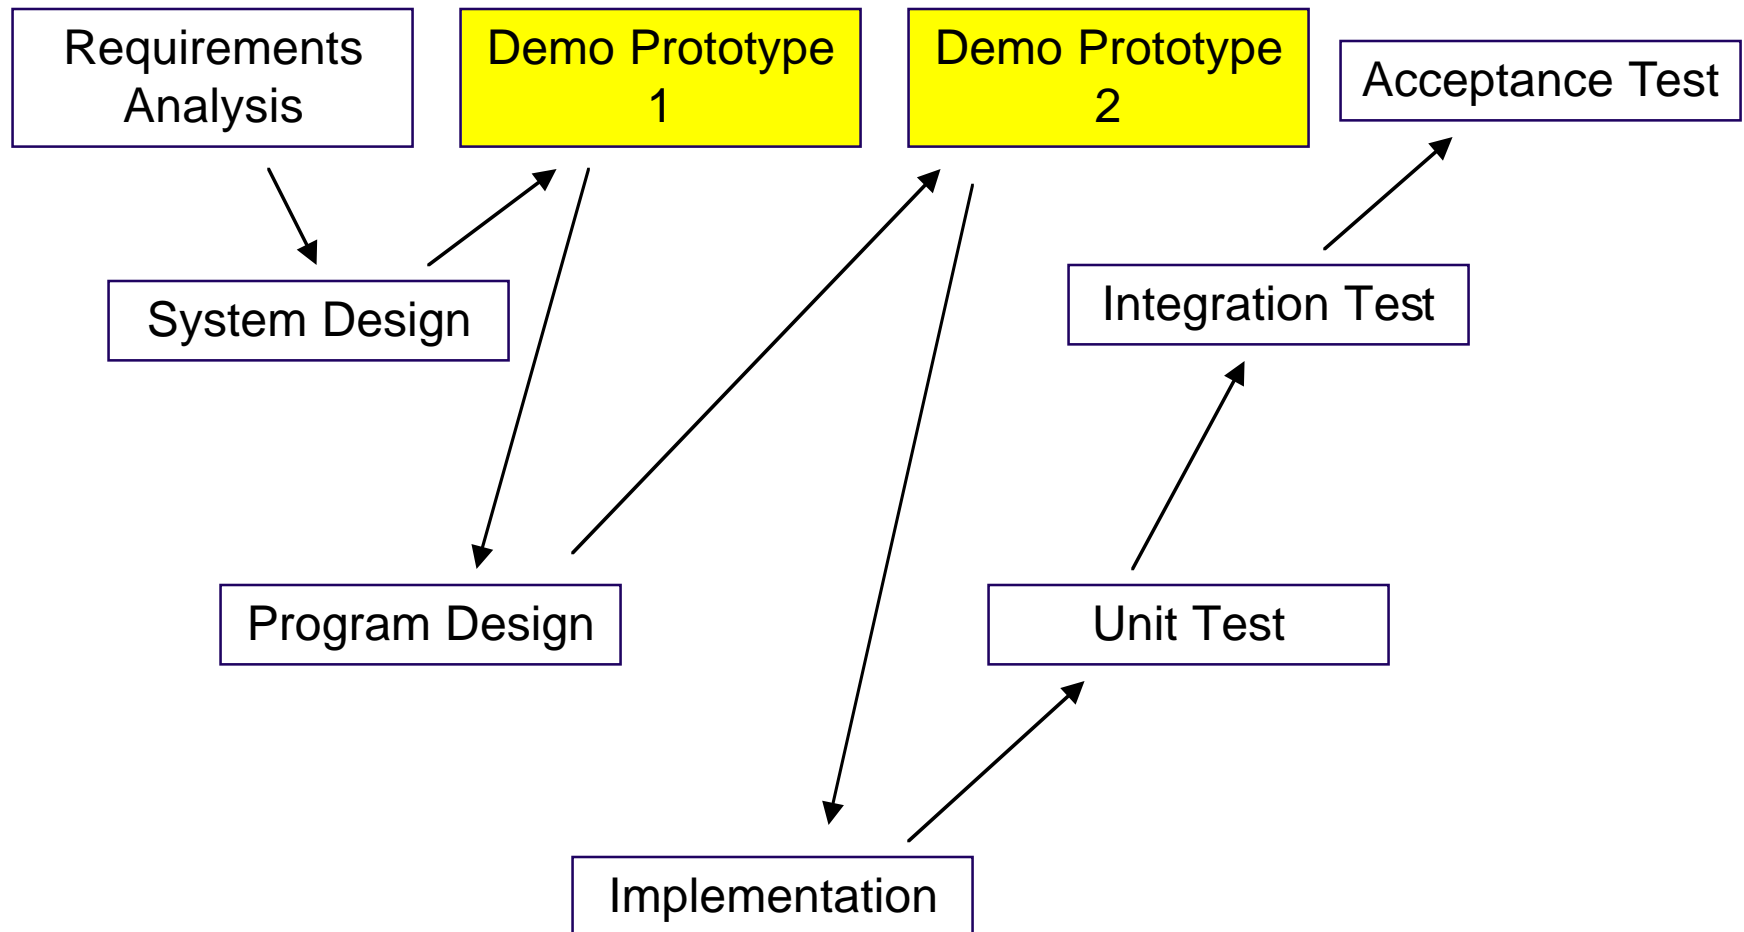 Requirements
Analysis
Demo Prototype
1
Demo Prototype
2
Acceptance Test
System Design
Integration Test
Program Design
Unit Test
Implementation